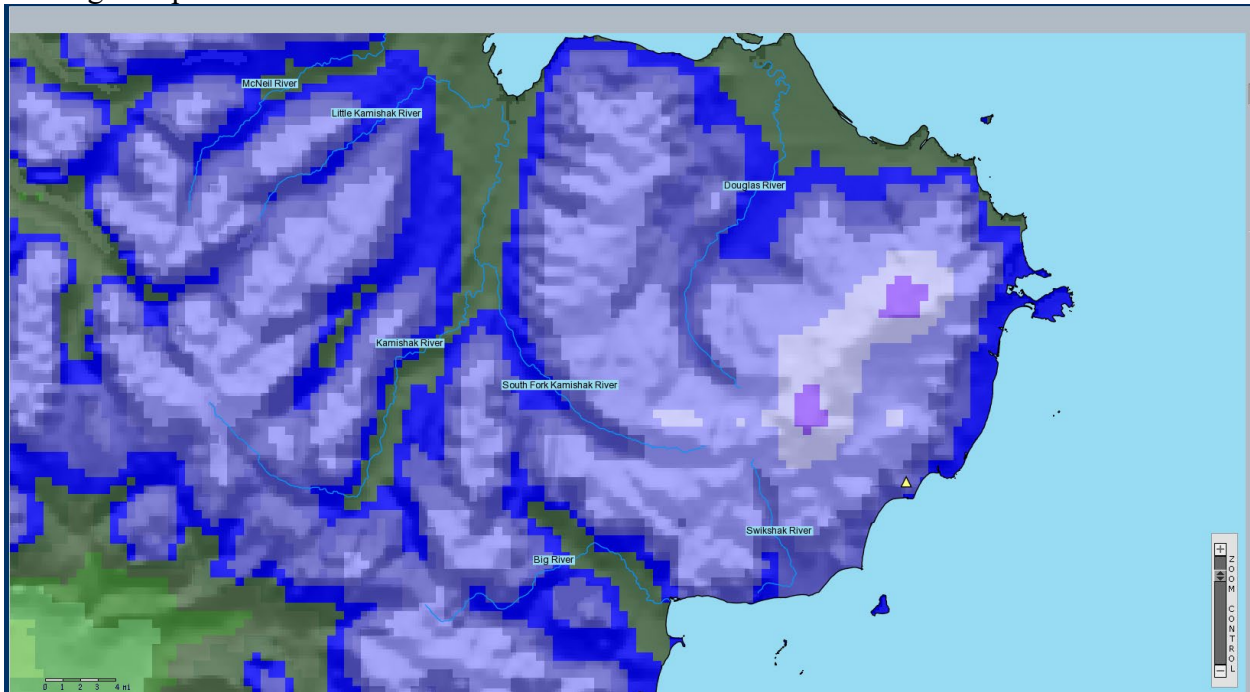 McNeil River
Little Kamishak River
Douglas River
Kamishak River
South Fork Kamishak River
Swikshak River
Big River
0 1 2 3 4 mi
ZOOM CONTROL